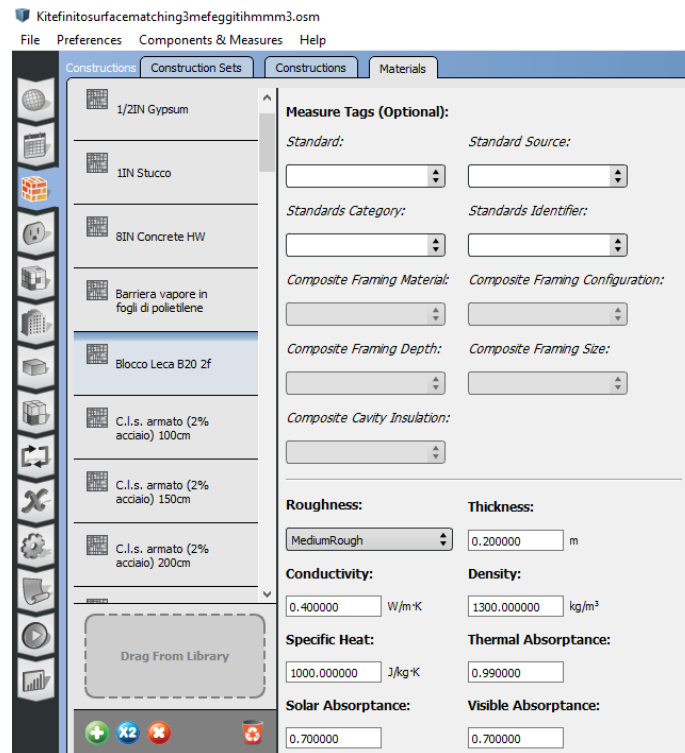 Kitefinitosurfacematching3mefeggitihmmm3.osm
File Preferences Components & Measures Help
Constructions Construction Sets Constructions Materials
1/2IN Gypsum
1IN Stucco
8IN Concrete HW
Barriera vapore in
fogli di polietilene
Blocco Leca B20 2f
C.l.s. armato (2%
acciaio) 100cm
C.l.s. armato (2%
acciaio) 150cm
C.l.s. armato (2%
acciaio) 200cm
Drag From Library
X2
Measure Tags (Optional):
Standard: Standard Source:
Standards Category: Standards Identifier:
Composite Framing Material: Composite Framing Configuration:
Composite Framing Depth: Composite Framing Size:
Composite Cavity Insulation:
Roughness: Thickness:
MediumRough 0.200000 m
Conductivity: Density:
0.400000 W/m·K 1300.000000 kg/m³
Specific Heat: Thermal Absorptance:
1000.000000 J/kg·K 0.990000
Solar Absorptance: Visible Absorptance:
0.700000 0.700000